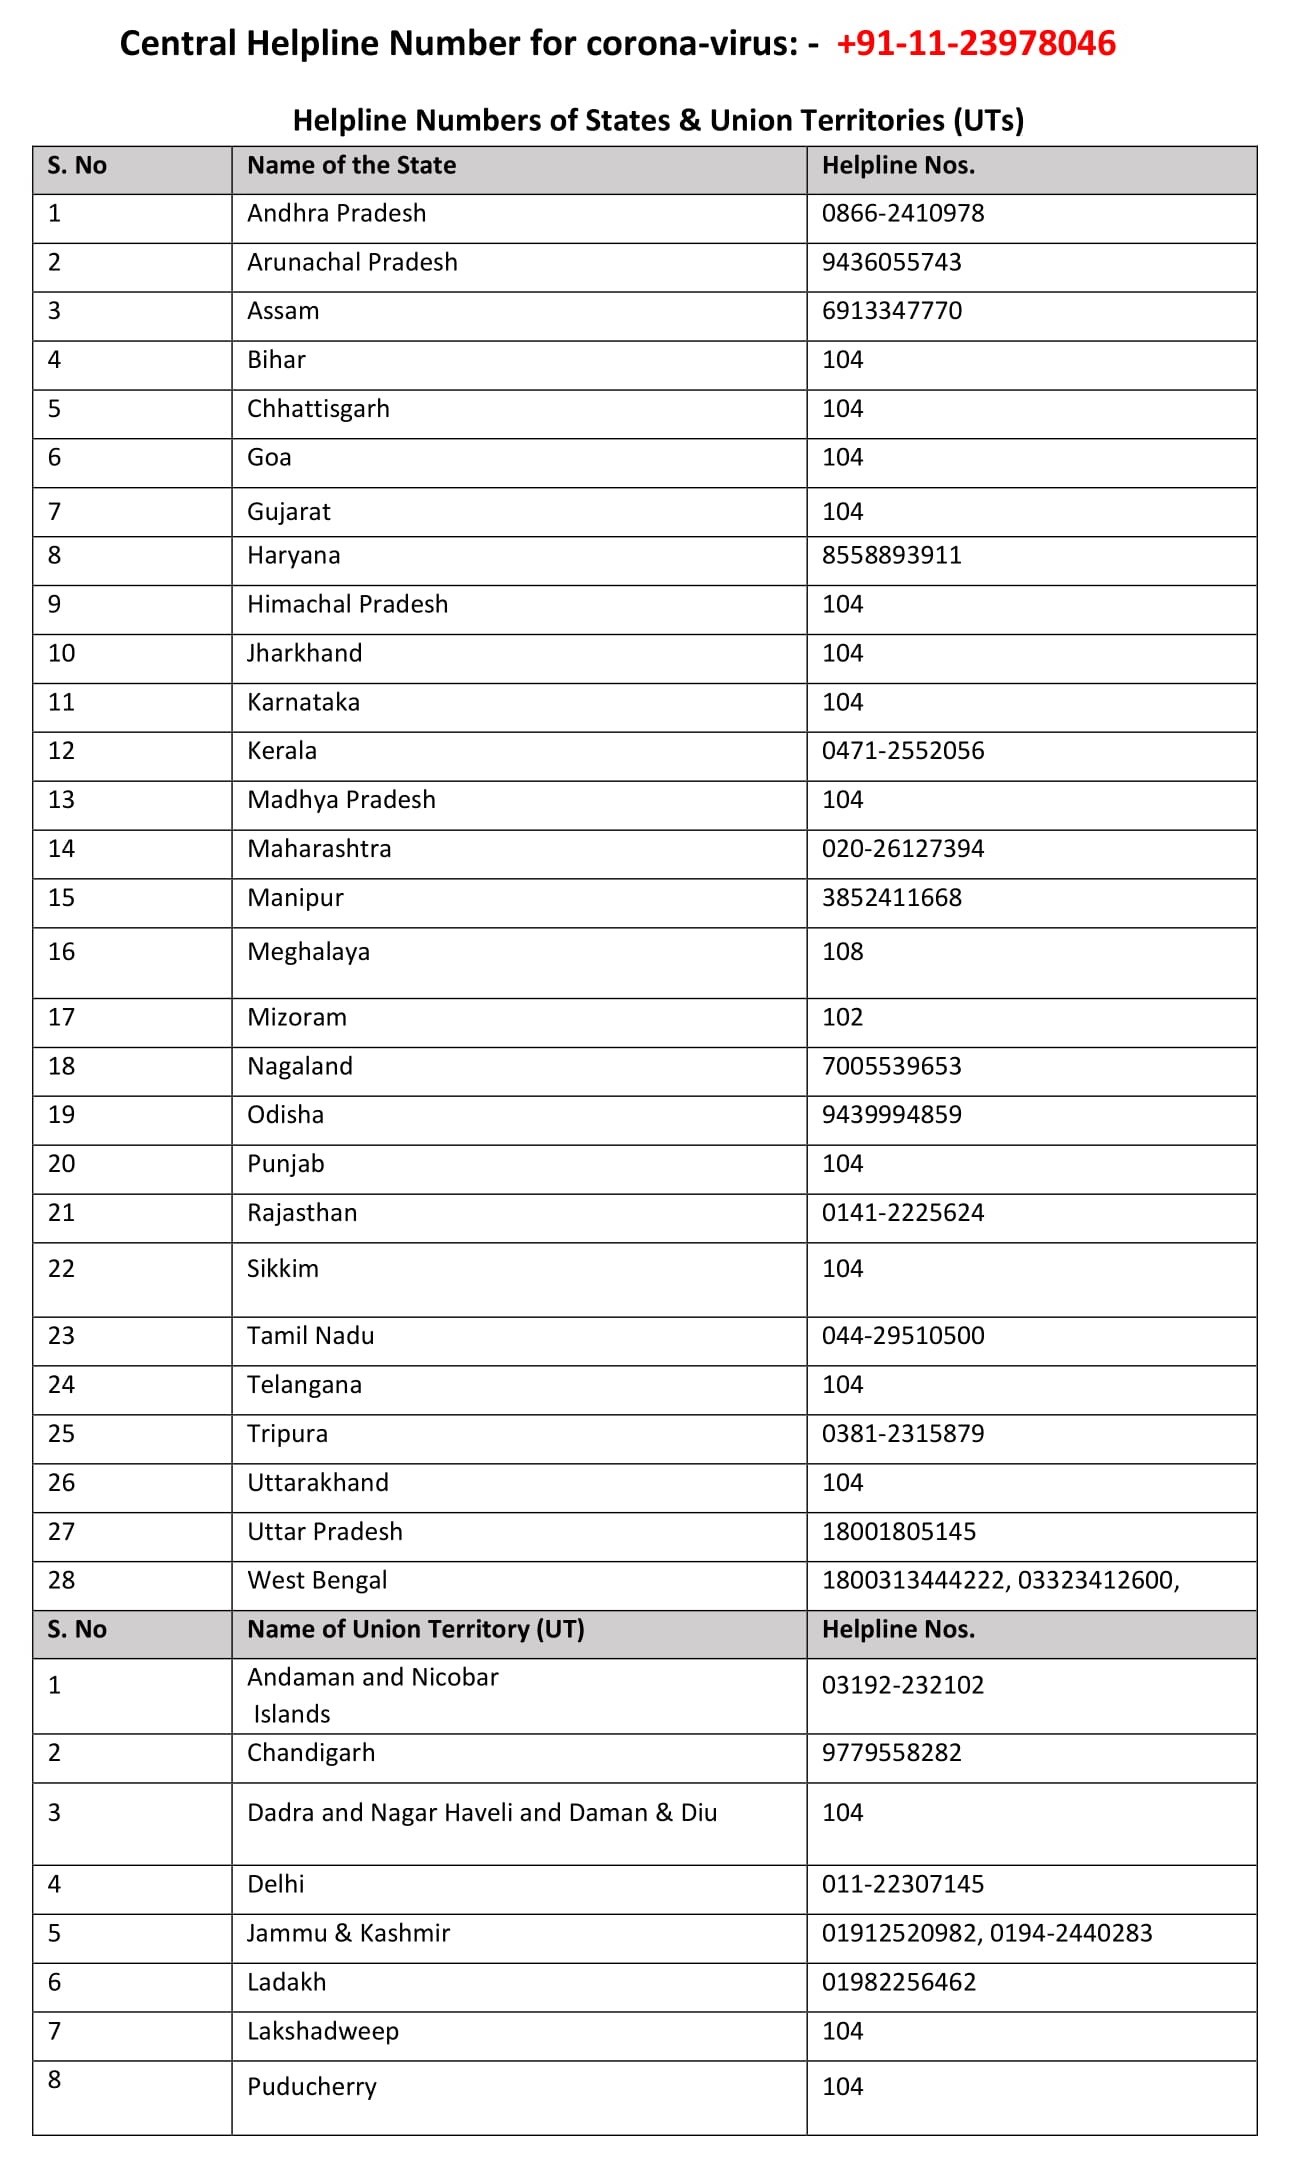 Central Helpline Number for corona-virus: - +91-11-23978046
Helpline Numbers of States & Union Territories (UTs)
S. No Name of the State Helpline Nos.
1 Andhra Pradesh 0866-2410978
2 Arunachal Pradesh 9436055743
3 Assam 6913347770
4 Bihar 104
5 Chhattisgarh 104
6 Goa 104
7 Gujarat 104
8 Haryana 8558893911
9 Himachal Pradesh 104
10 Jharkhand 104
11 Karnataka 104
12 Kerala 0471-2552056
13 Madhya Pradesh 104
14 Maharashtra 020-26127394
15 Manipur 3852411668
16 Meghalaya 108
17 Mizoram 102
18 Nagaland 7005539653
19 Odisha 9439994859
20 Punjab 104
21 Rajasthan 0141-2225624
22 Sikkim 104
23 Tamil Nadu 044-29510500
24 Telangana 104
25 Tripura 0381-2315879
26 Uttarakhand 104
27 Uttar Pradesh 18001805145
28 West Bengal 1800313444222, 03323412600,
S. No Name of Union Territory (UT) Helpline Nos.
1 Andaman and Nicobar 03192-232102
Islands
2 Chandigarh 9779558282
3 Dadra and Nagar Haveli and Daman & Diu 104
4 Delhi 011-22307145
5 Jammu & Kashmir 01912520982, 0194-2440283
6 Ladakh 01982256462
7 Lakshadweep 104
8 Puducherry 104